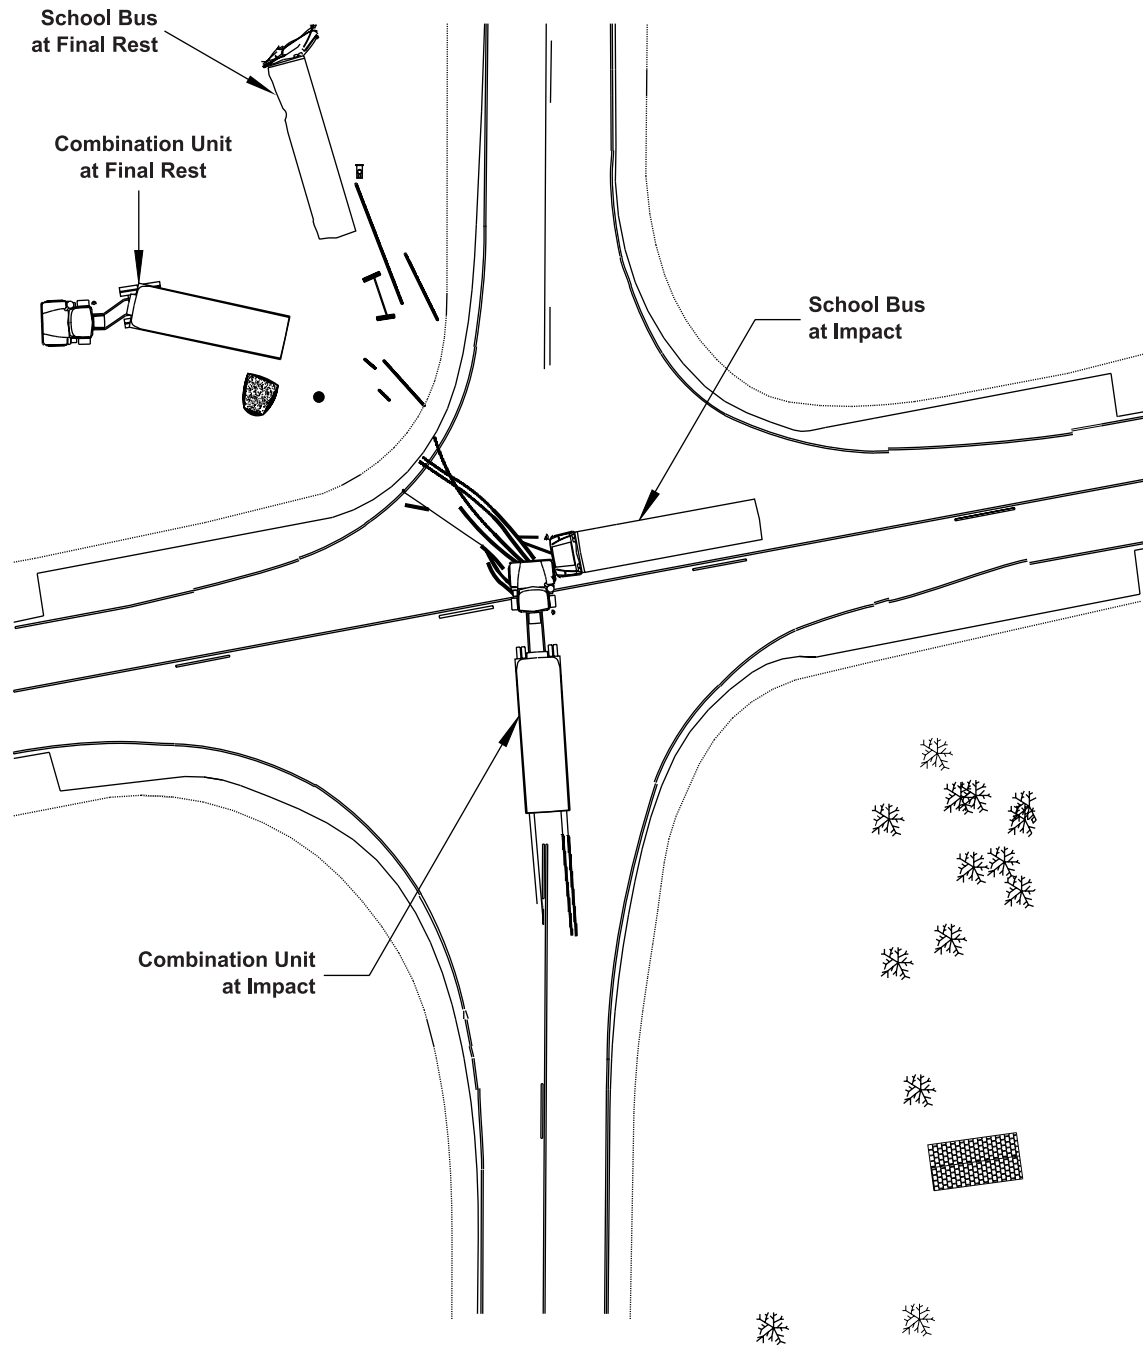 School Bus
at Final Rest
Combination Unit
at Final Rest
School Bus
at Impact
Combination Unit
at Impact